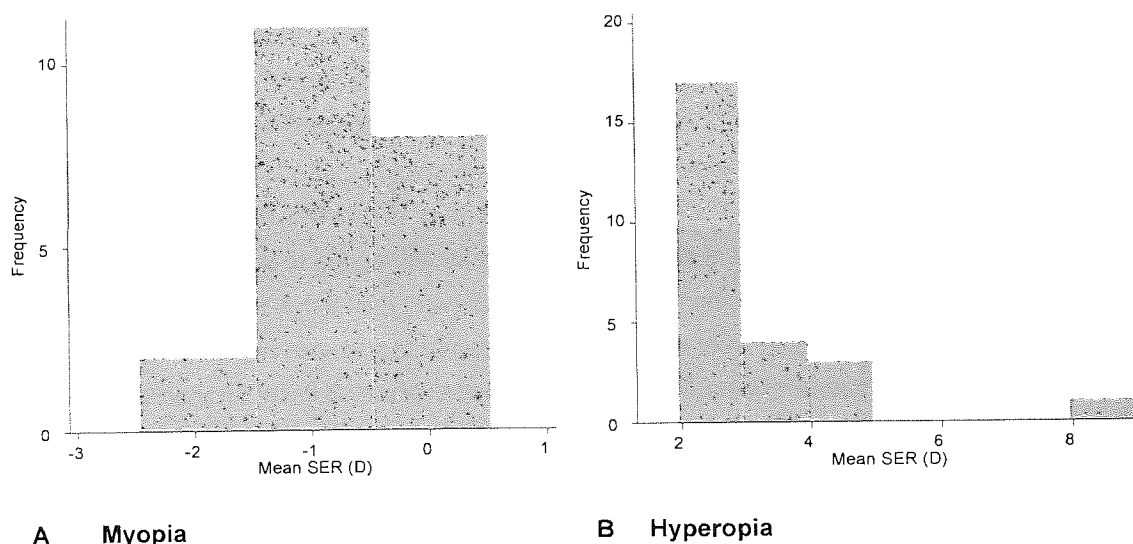 10
5
0
Frequency
-3 -2 -1 0 1
Mean SER (D)
A Myopia
20
15
10
5
0
Frequency
2 4 6 8
Mean SER (D)
B Hyperopia